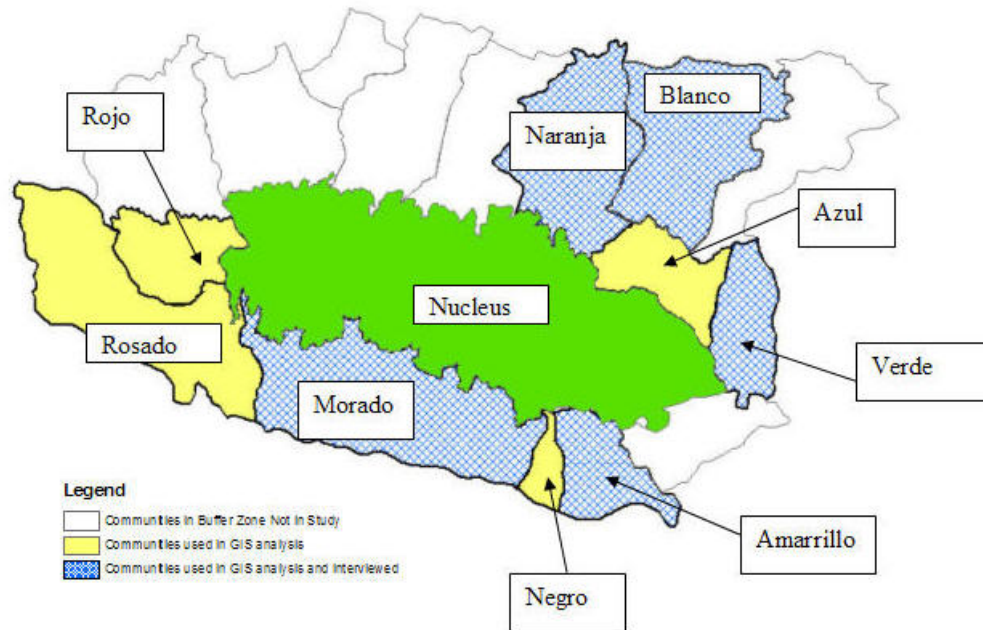 Blanco
Rojo
Naranja
Azul
Nucleus
Rosado
Verde
Morado
Legend
Communities in Buffer Zone Not in Study
Communities used in GIS analysis
Communities used in GIS analysis and Interviewed
Amarrillo
Negro